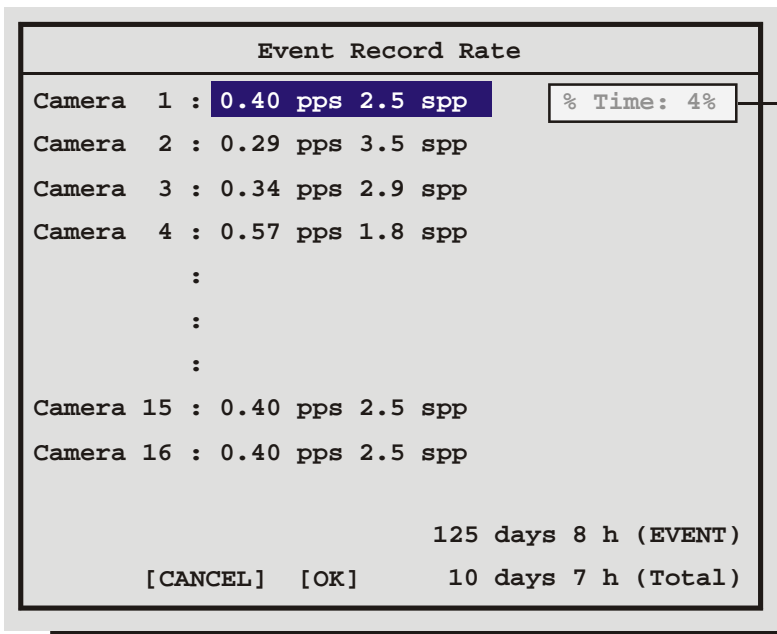 Event Record Rate
Camera 1 : 0.40 pps 2.5 spp % Time: 4%
Camera 2 : 0.29 pps 3.5 spp
Camera 3 : 0.34 pps 2.9 spp
Camera 4 : 0.57 pps 1.8 spp
:
:
:
Camera 15 : 0.40 pps 2.5 spp
Camera 16 : 0.40 pps 2.5 spp
125 days 8 h (EVENT)
[CANCEL] [OK] 10 days 7 h (Total)